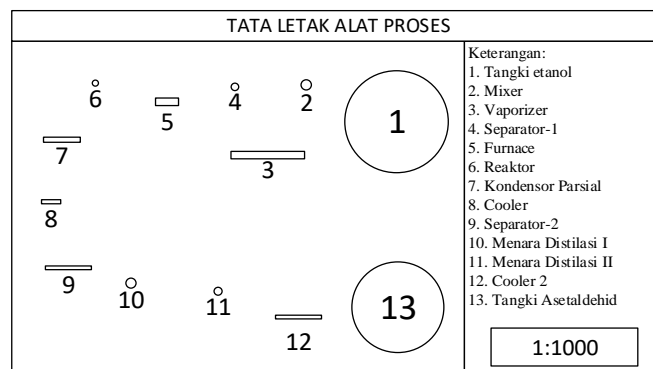 TATA LETAK ALAT PROSES
6
5
4
2
1
7
3
8
9
10
11
12
13
Keterangan:
1. Tangki etanol
2. Mixer
3. Vaporizer
4. Separator-1
5. Furnace
6. Reaktor
7. Kondensor Parsial
8. Cooler
9. Separator-2
10. Menara Distilasi I
11. Menara Distilasi II
12. Cooler 2
13. Tangki Asetaldehid
1:1000